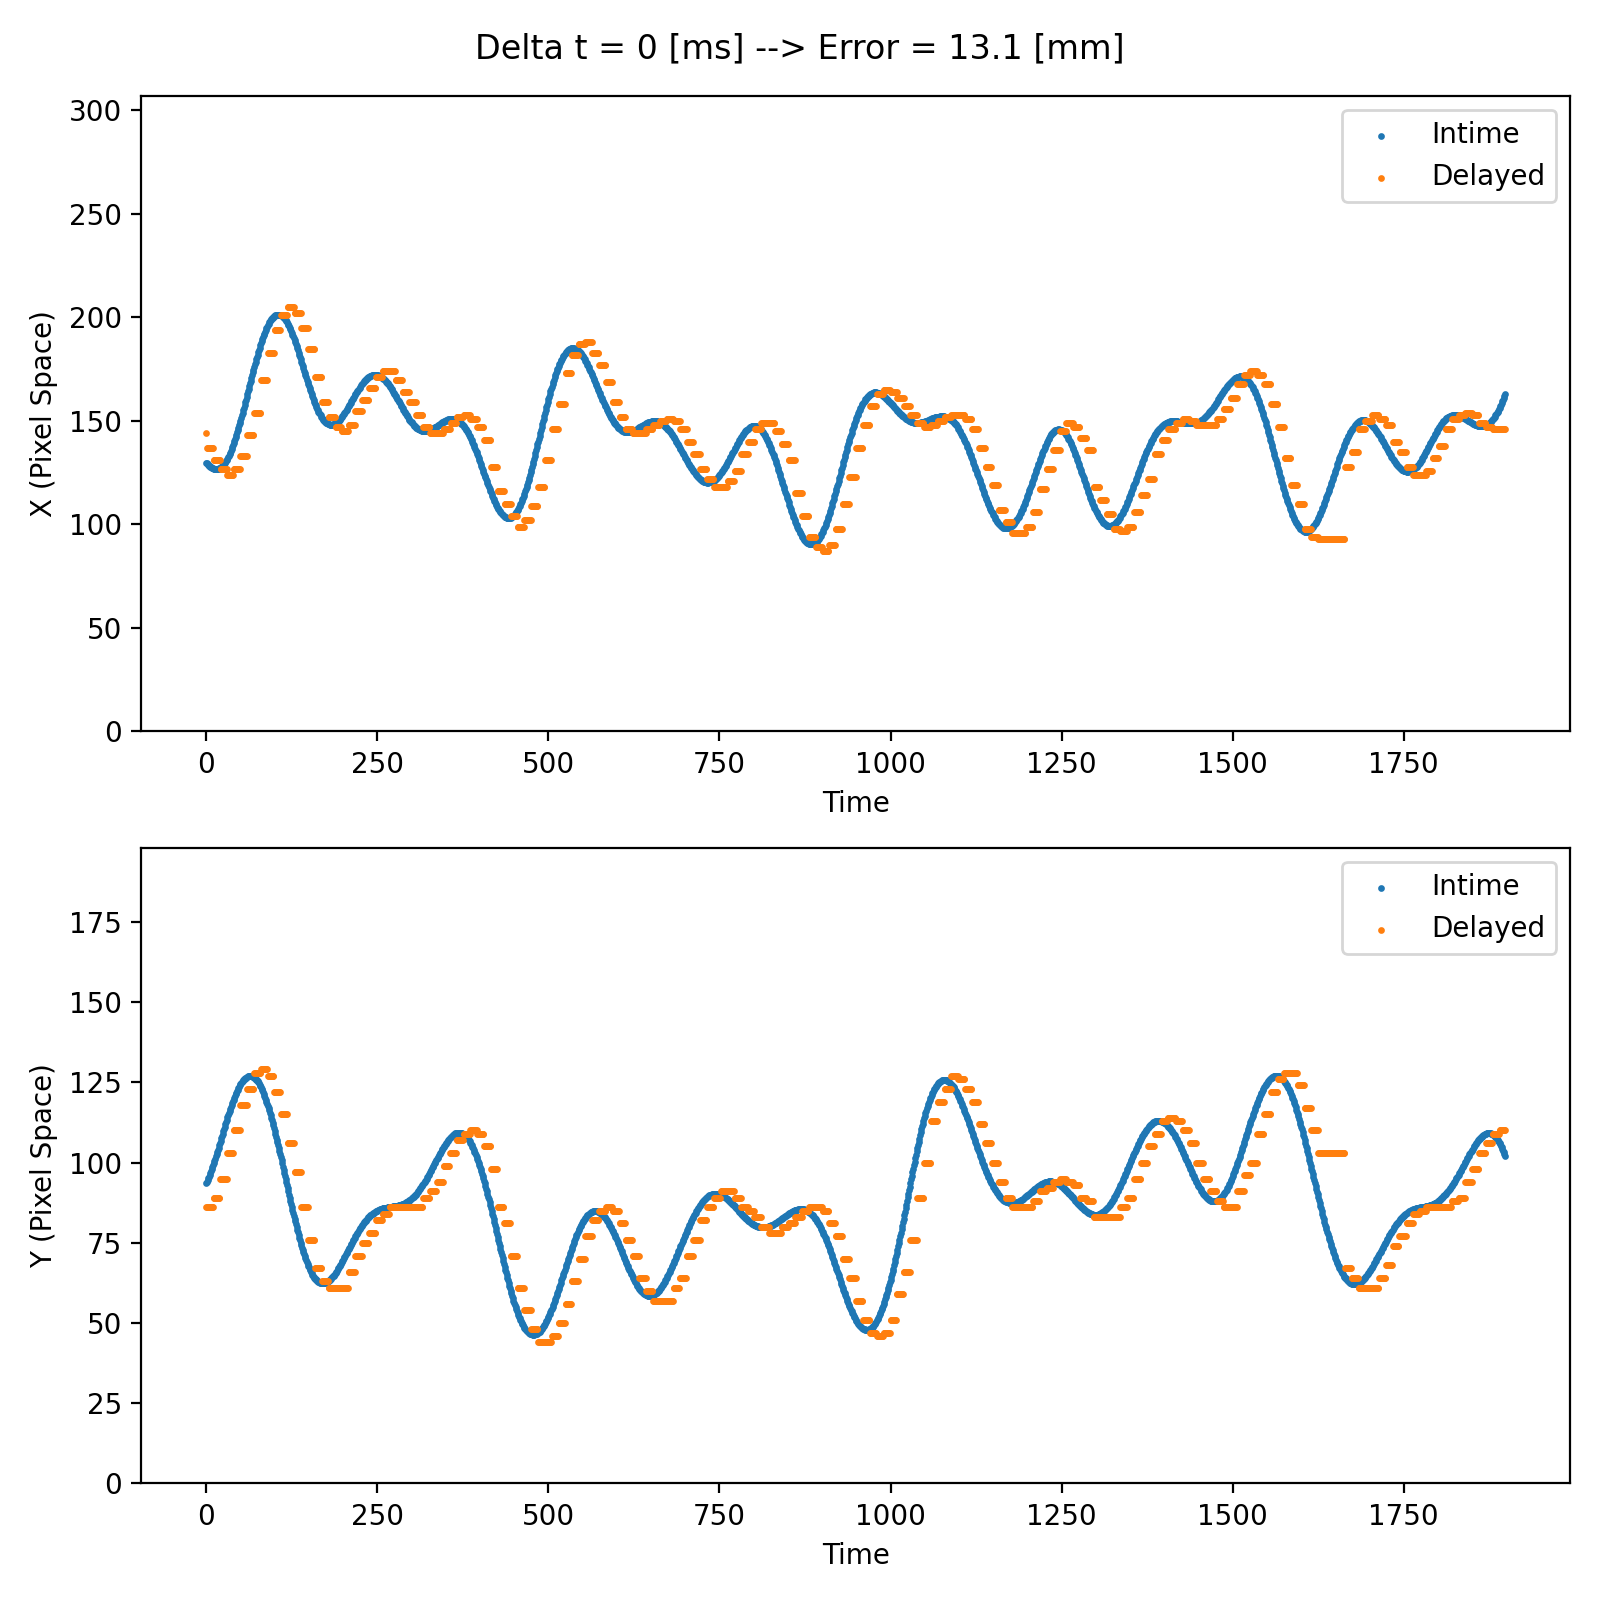 Delta t = 0 [ms] --> Error = 13.1 [mm]
300
250
200
150
100
50
0
X (Pixel Space)
Intime
Delayed
0 250 500 750 1000 1250 1500 1750
Time
175
150
125
100
75
50
25
0
Y (Pixel Space)
Intime
Delayed
0 250 500 750 1000 1250 1500 1750
Time